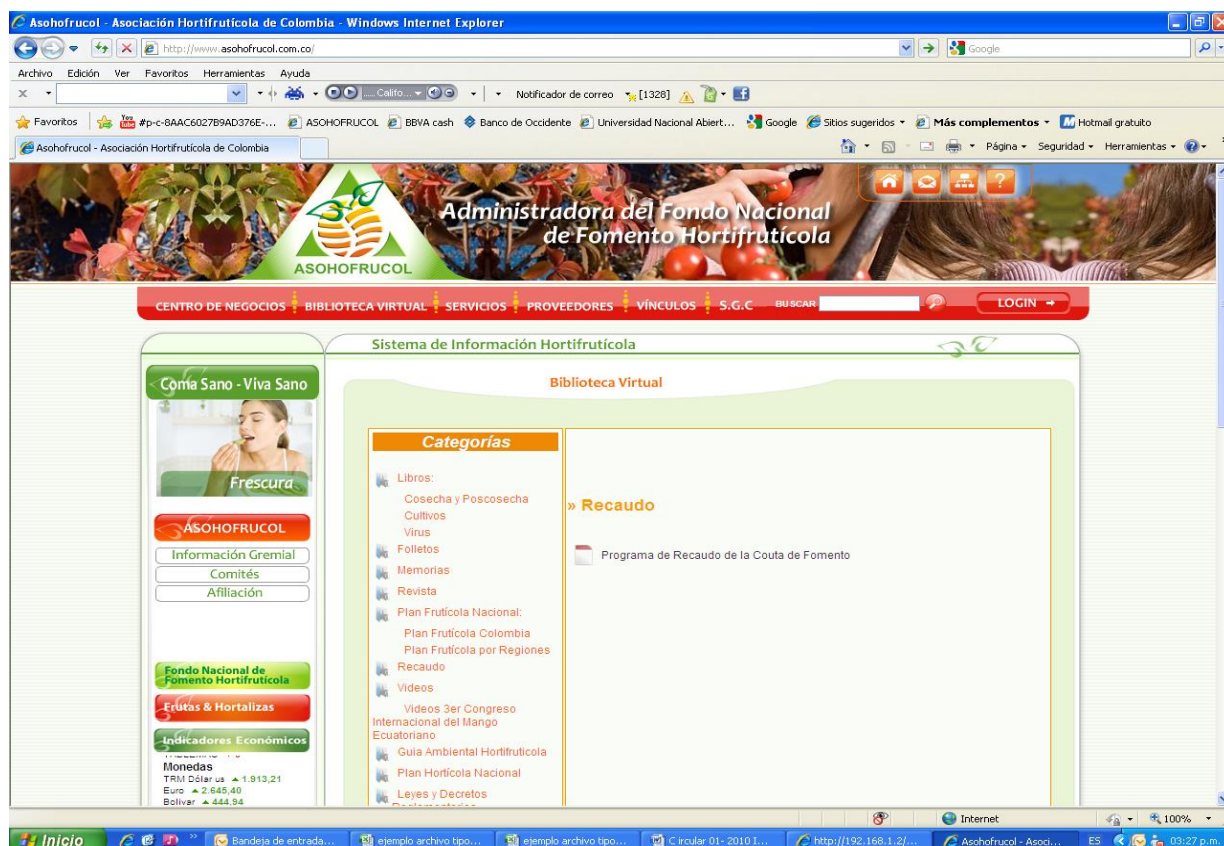 Asohofrucol - Asociación Hortifrutícola de Colombia - Windows Internet Explorer
http://www.asohofrucol.com.co/
Google
Archivo Edición Ver Favoritos Herramientas Ayuda
x
..... Califo...
Notificador de correo
[1328]
Favoritos
#p-c-8AAC6027B9AD376E-...
ASOHOFRUCOL
BBVA cash
Banco de Occidente
Universidad Nacional Abiert...
Google
Sitios sugeridos
Más complementos
Hotmail gratuito
Asohofrucol - Asociación Hortifrutícola de Colombia
Página Seguridad Herramientas
Administradora del Fondo Nacional
de Fomento Hortifrutícola
ASOHOFRUCOL
CENTRO DE NEGOCIOS BIBLIOTECA VIRTUAL SERVICIOS PROVEEDORES VÍNCULOS S.G.C BUSCAR LOGIN
Sistema de Información Hortifrutícola
Coma Sano - Viva Sano
Frescura
ASOHOFRUCOL
Información Gremial
Comités
Afiliación
Fondo Nacional de
Fomento Hortifrutícola
Frutas & Hortalizas
Indicadores Económicos
Monedas
TRM Dólar us 1.913,21
Euro 2.645,40
Bolivar 444,94
Biblioteca Virtual
Categorías
Libros:
Cosecha y Poscosecha
Cultivos
Virus
Folletos
Memorias
Revista
Plan Frutícola Nacional:
Plan Frutícola Colombia
Plan Frutícola por Regiones
Recaudo
Videos
Videos 3er Congreso
Internacional del Mango
Ecuatoriano
Guia Ambiental Hortifruticola
Plan Hortícola Nacional
Leyes y Decretos
» Recaudo
Programa de Recaudo de la Couta de Fomento
Internet
100%
Inicio
Bandeja de entrada...
ejemplo archivo tipo...
ejemplo archivo tipo...
C ircular 01- 2010 I...
http://192.168.1.2/...
Asohofrucol - Asoci...
ES
03:27 p.m.